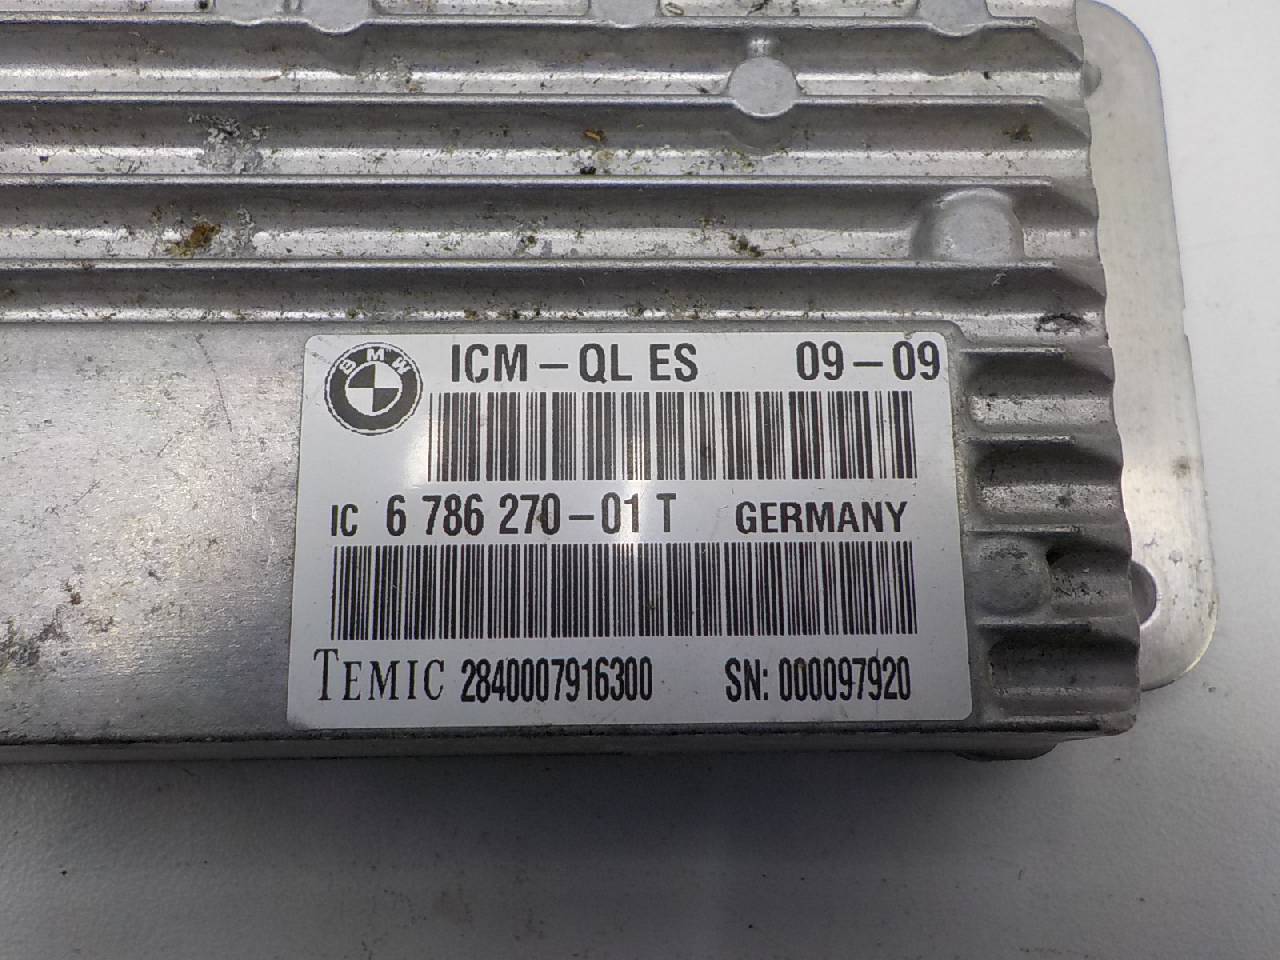 BMW
ICM-QL ES 09-09
IC 6 786 270-01 T GERMANY
TEMIC 2840007916300 SN: 000097920